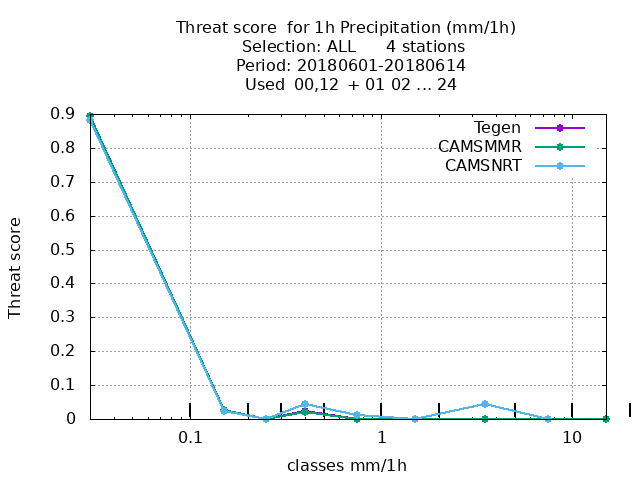 Threat score  for 1h Precipitation (mm/1h)
Selection: ALL      4 stations
Period: 20180601-20180614
Used  00,12  + 01 02 ... 24
Tegen
CAMSMMR
CAMSNRT
0.9
0.8
0.7
0.6
0.5
0.4
0.3
0.2
0.1
0
Threat score
0.1 1 10
classes mm/1h